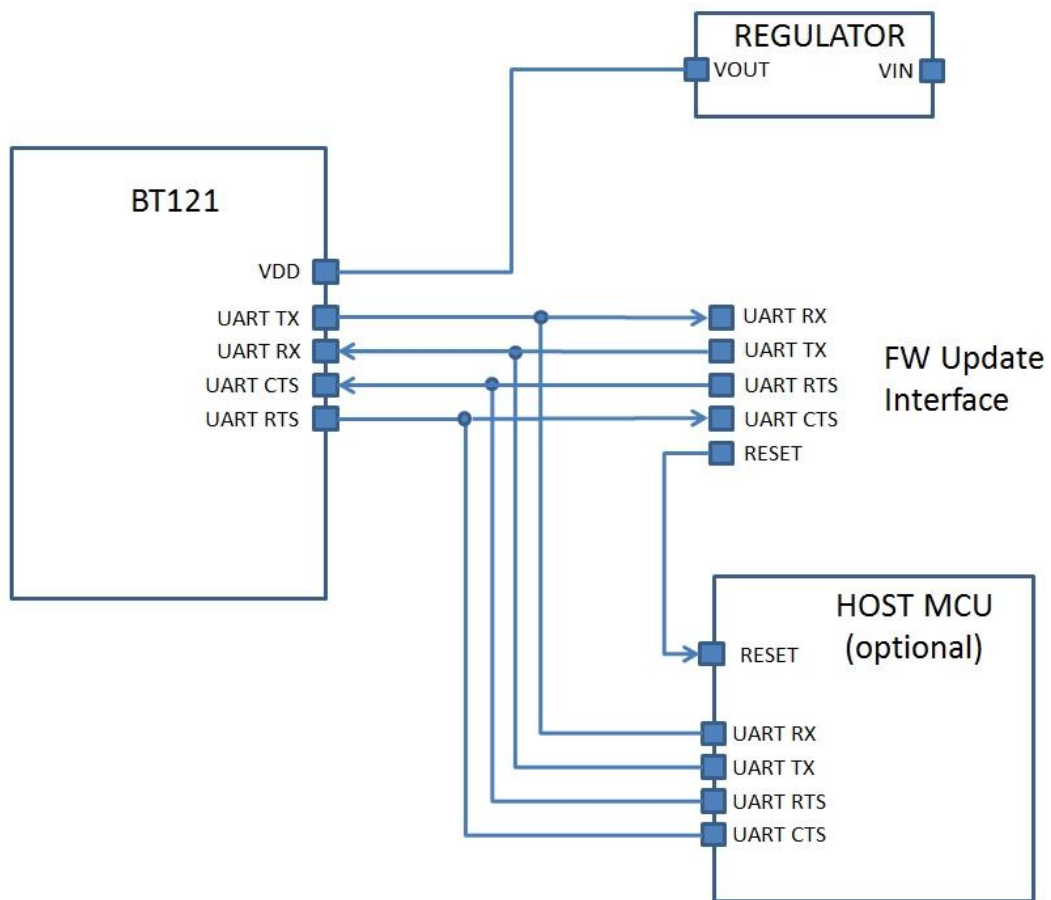 REGULATOR
VOUT
VIN
BT121
VDD
UART TX
UART RX
UART CTS
UART RTS
UART RX
UART TX
UART RTS
UART CTS
RESET
FW Update
Interface
HOST MCU
(optional)
RESET
UART RX
UART TX
UART RTS
UART CTS